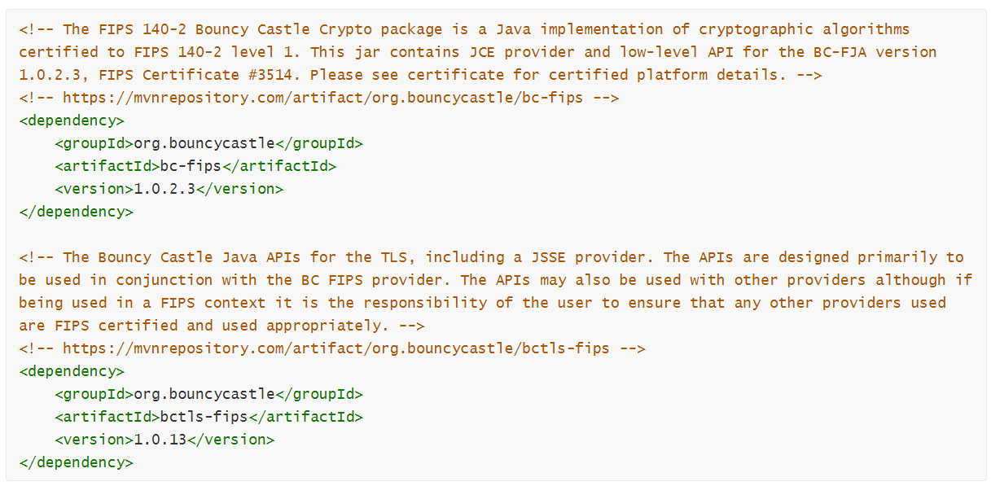 <!-- The FIPS 140-2 Bouncy Castle Crypto package is a Java implementation of cryptographic algorithms
certified to FIPS 140-2 level 1. This jar contains JCE provider and low-level API for the BC-FJA version
1.0.2.3, FIPS Certificate #3514. Please see certificate for certified platform details. -->
<!-- https://mvnrepository.com/artifact/org.bouncycastle/bc-fips -->
<dependency>
    <groupId>org.bouncycastle</groupId>
    <artifactId>bc-fips</artifactId>
    <version>1.0.2.3</version>
</dependency>

<!-- The Bouncy Castle Java APIs for the TLS, including a JSSE provider. The APIs are designed primarily to
be used in conjunction with the BC FIPS provider. The APIs may also be used with other providers although if
being used in a FIPS context it is the responsibility of the user to ensure that any other providers used
are FIPS certified and used appropriately. -->
<!-- https://mvnrepository.com/artifact/org.bouncycastle/bctls-fips -->
<dependency>
    <groupId>org.bouncycastle</groupId>
    <artifactId>bctls-fips</artifactId>
    <version>1.0.13</version>
</dependency>